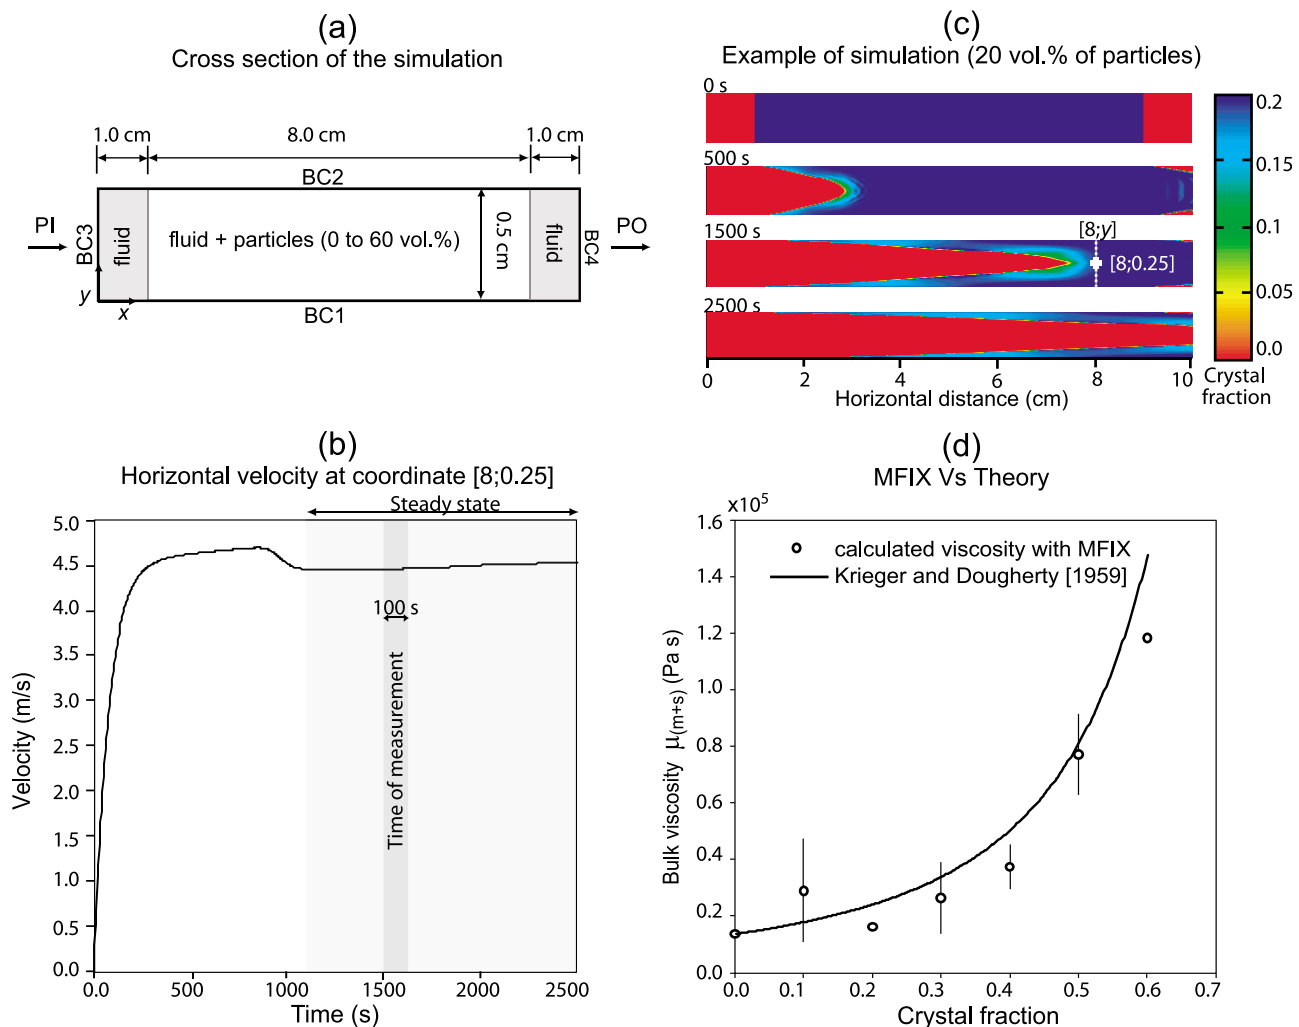 (a)
Cross section of the simulation
1.0 cm
8.0 cm
1.0 cm
BC2
PI
BC3
fluid
fluid + particles (0 to 60 vol.%)
0.5 cm
fluid
BC4
PO
y
x
BC1
(c)
Example of simulation (20 vol.% of particles)
0 s
500 s
1500 s
[8;y]
[8;0.25]
2500 s
0 2 4 6 8 10
Horizontal distance (cm)
0.2
0.15
0.1
0.05
0.0
Crystal
fraction
(b)
Horizontal velocity at coordinate [8;0.25]
Steady state
5.0
4.5
4.0
3.5
3.0
2.5
2.0
1.5
1.0
0.5
0.0
Velocity (m/s)
100 s
Time of measurement
0.0 500 1000 1500 2000 2500
Time (s)
(d)
MFIX Vs Theory
x10⁵
1.6
1.4
1.2
1.0
0.8
0.6
0.4
0.2
0.0
Bulk viscosity μ(m+s) (Pa s)
calculated viscosity with MFIX
Krieger and Dougherty [1959]
0.0 0.1 0.2 0.3 0.4 0.5 0.6 0.7
Crystal fraction